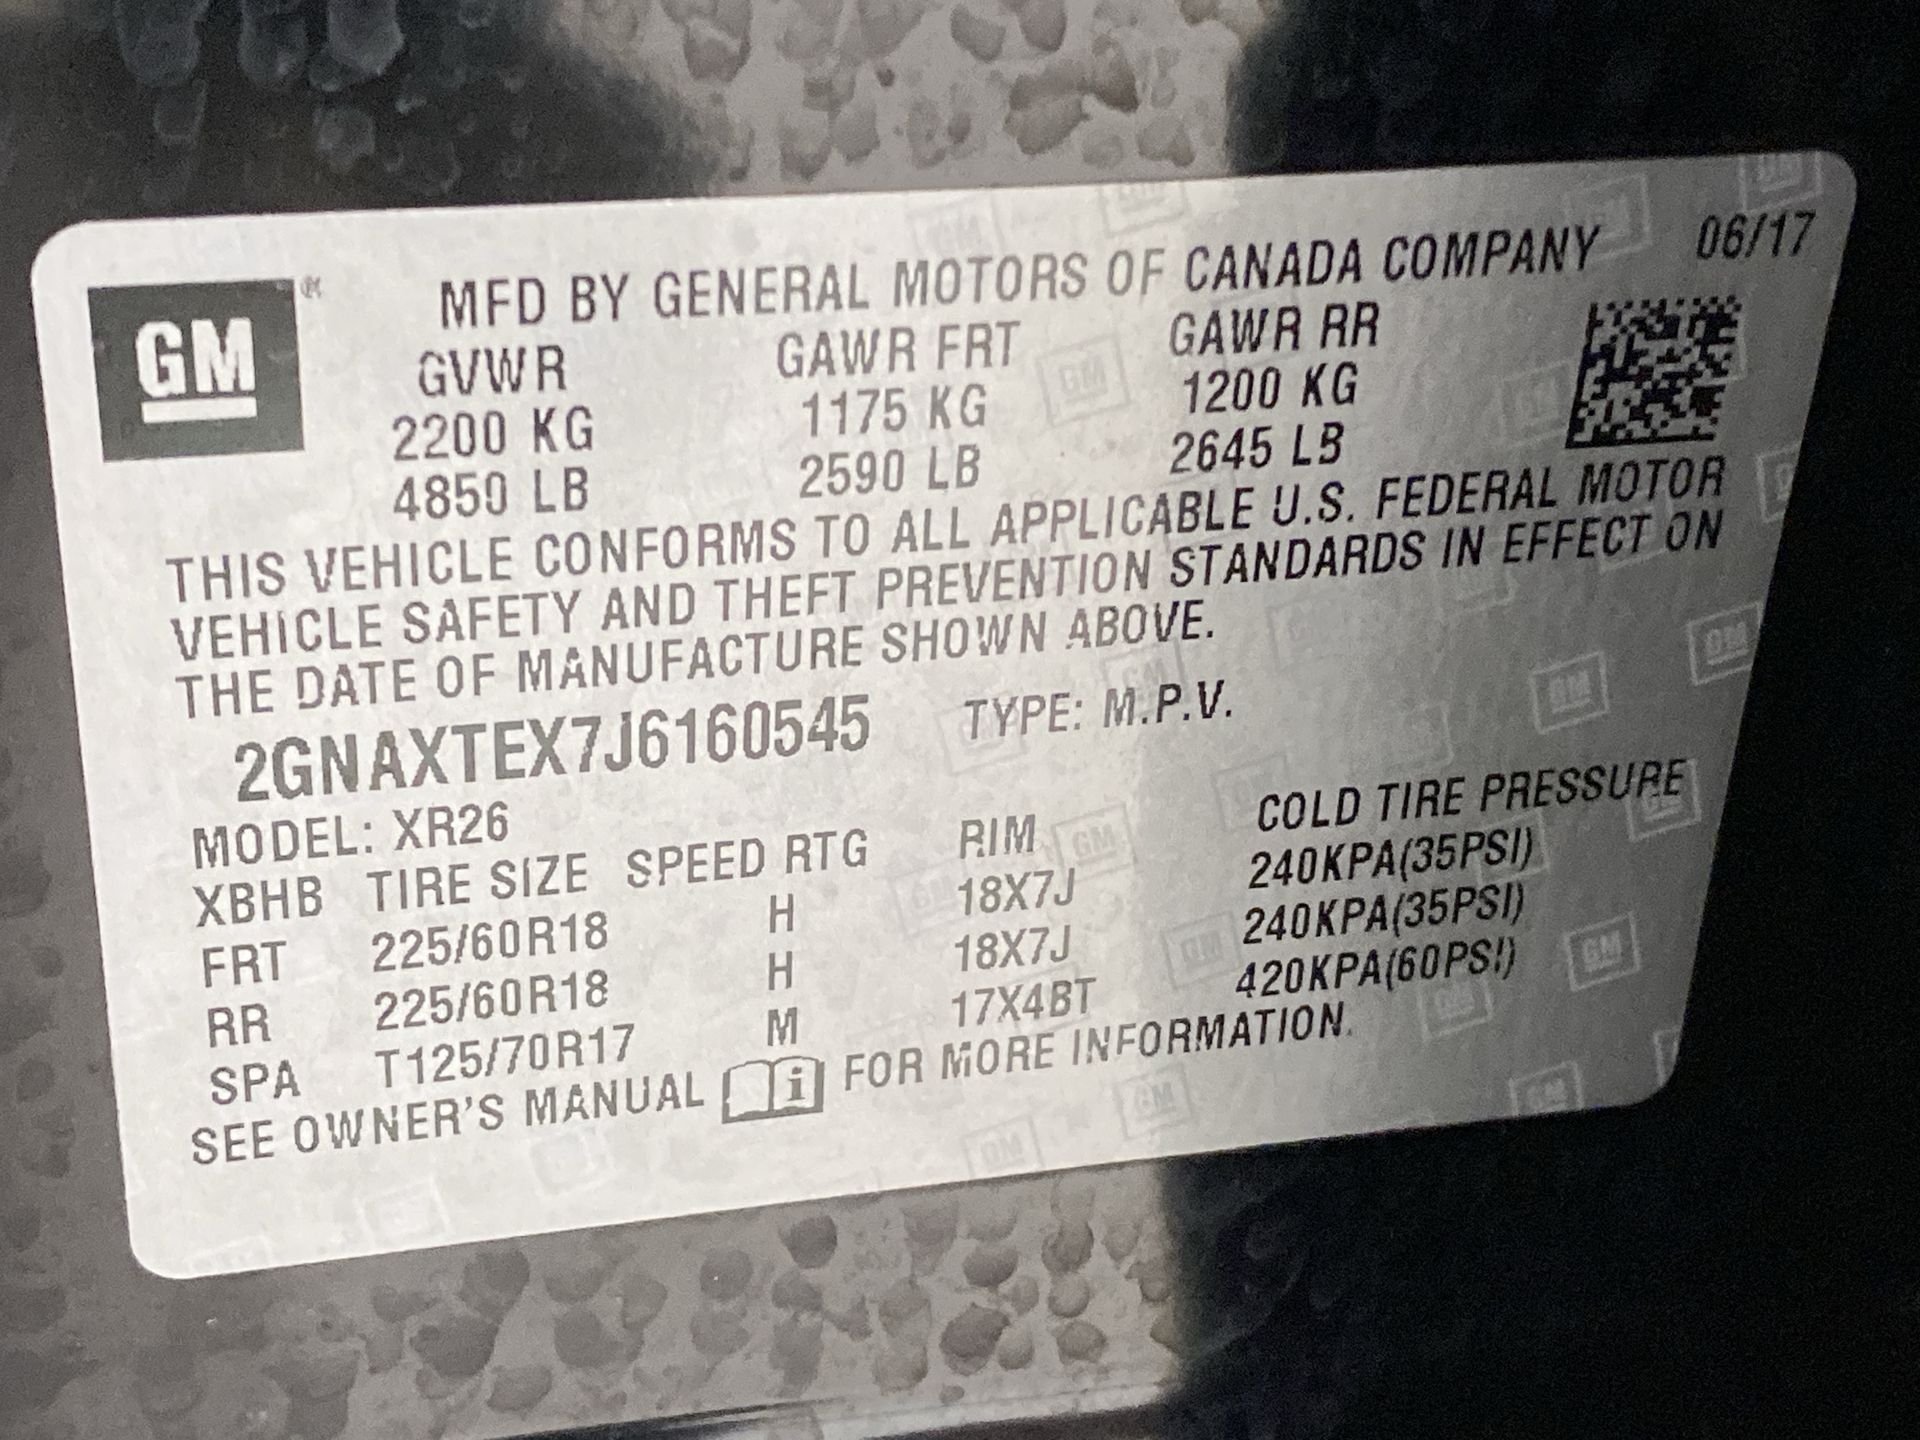 GM
MFD BY GENERAL MOTORS OF CANADA COMPANY 06/17
GVWR GAWR FRT GAWR RR
2200 KG 1175 KG 1200 KG
4850 LB 2590 LB 2645 LB
THIS VEHICLE CONFORMS TO ALL APPLICABLE U.S. FEDERAL MOTOR
VEHICLE SAFETY AND THEFT PREVENTION STANDARDS IN EFFECT ON
THE DATE OF MANUFACTURE SHOWN ABOVE.
2GNAXTEX7J6160545 TYPE: M.P.V.
MODEL: XR26
XBHB TIRE SIZE SPEED RTG RIM COLD TIRE PRESSURE
FRT 225/60R18 H 18X7J 240KPA(35PSI)
RR 225/60R18 H 18X7J 240KPA(35PSI)
SPA T125/70R17 M 17X4BT 420KPA(60PSI)
SEE OWNER'S MANUAL i FOR MORE INFORMATION.